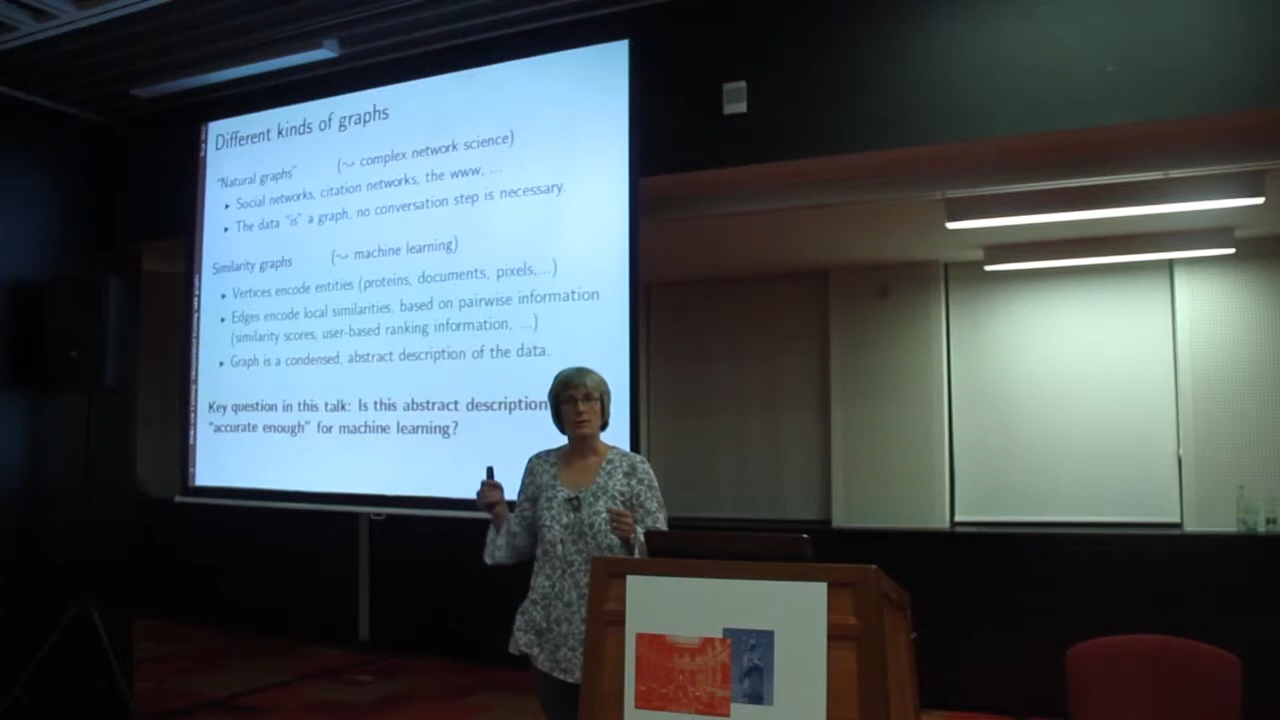 Different kinds of graphs
"Natural graphs" (⤳ complex network science)
▸ Social networks, citation networks, the www, ...
▸ The data "is" a graph, no conversation step is necessary.
Similarity graphs (⤳ machine learning)
▸ Vertices encode entities (proteins, documents, pixels,...)
▸ Edges encode local similarities, based on pairwise information
(similarity scores, user-based ranking information, ...)
▸ Graph is a condensed, abstract description of the data.
Key question in this talk: Is this abstract description
"accurate enough" for machine learning?